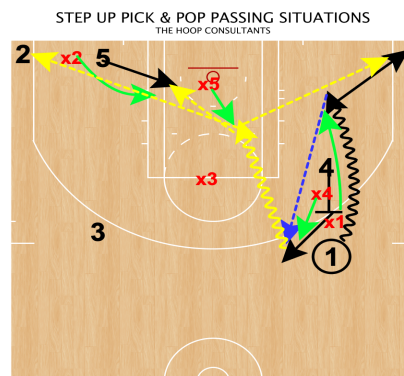 STEP UP PICK & POP PASSING SITUATIONS
THE HOOP CONSULTANTS
2
x2
5
x5
4
x3
x4
x1
3
1